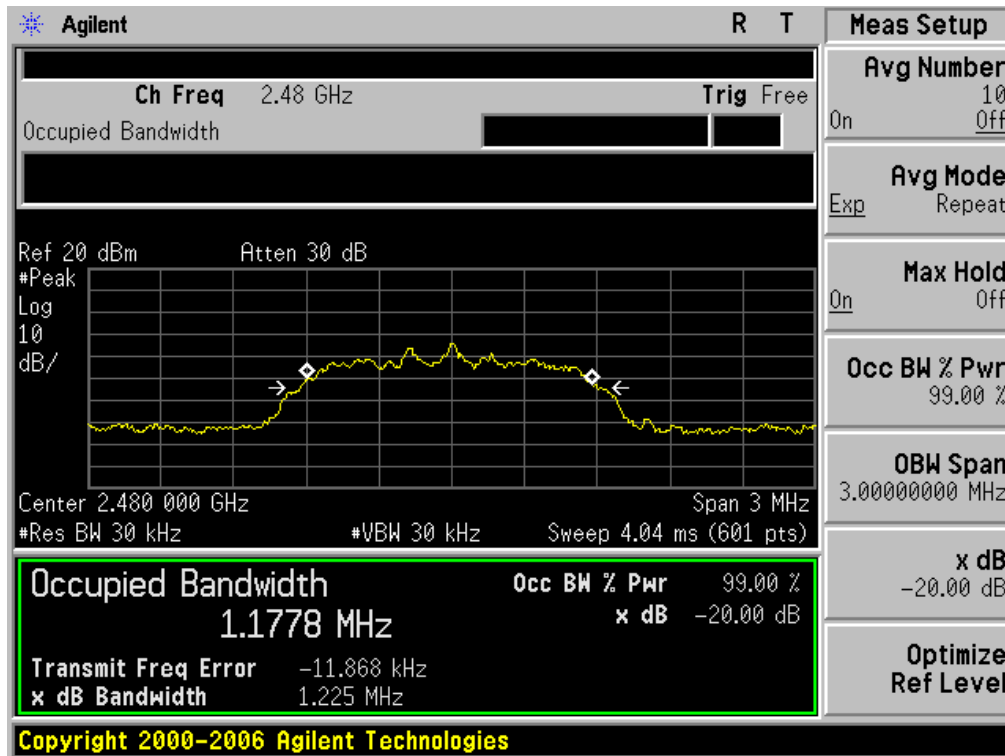 Agilent R T
Ch Freq 2.48 GHz Trig Free
Occupied Bandwidth
Ref 20 dBm Atten 30 dB
#Peak
Log
10
dB/
Center 2.480 000 GHz Span 3 MHz
#Res BW 30 kHz #VBW 30 kHz Sweep 4.04 ms (601 pts)
Occupied Bandwidth
1.1778 MHz
Occ BW % Pwr 99.00 %
x dB -20.00 dB
Transmit Freq Error -11.868 kHz
x dB Bandwidth 1.225 MHz
Meas Setup
Avg Number
10
On Off
Avg Mode
Exp Repeat
Max Hold
On Off
Occ BW % Pwr
99.00 %
OBW Span
3.00000000 MHz
x dB
-20.00 dB
Optimize
Ref Level
Copyright 2000-2006 Agilent Technologies